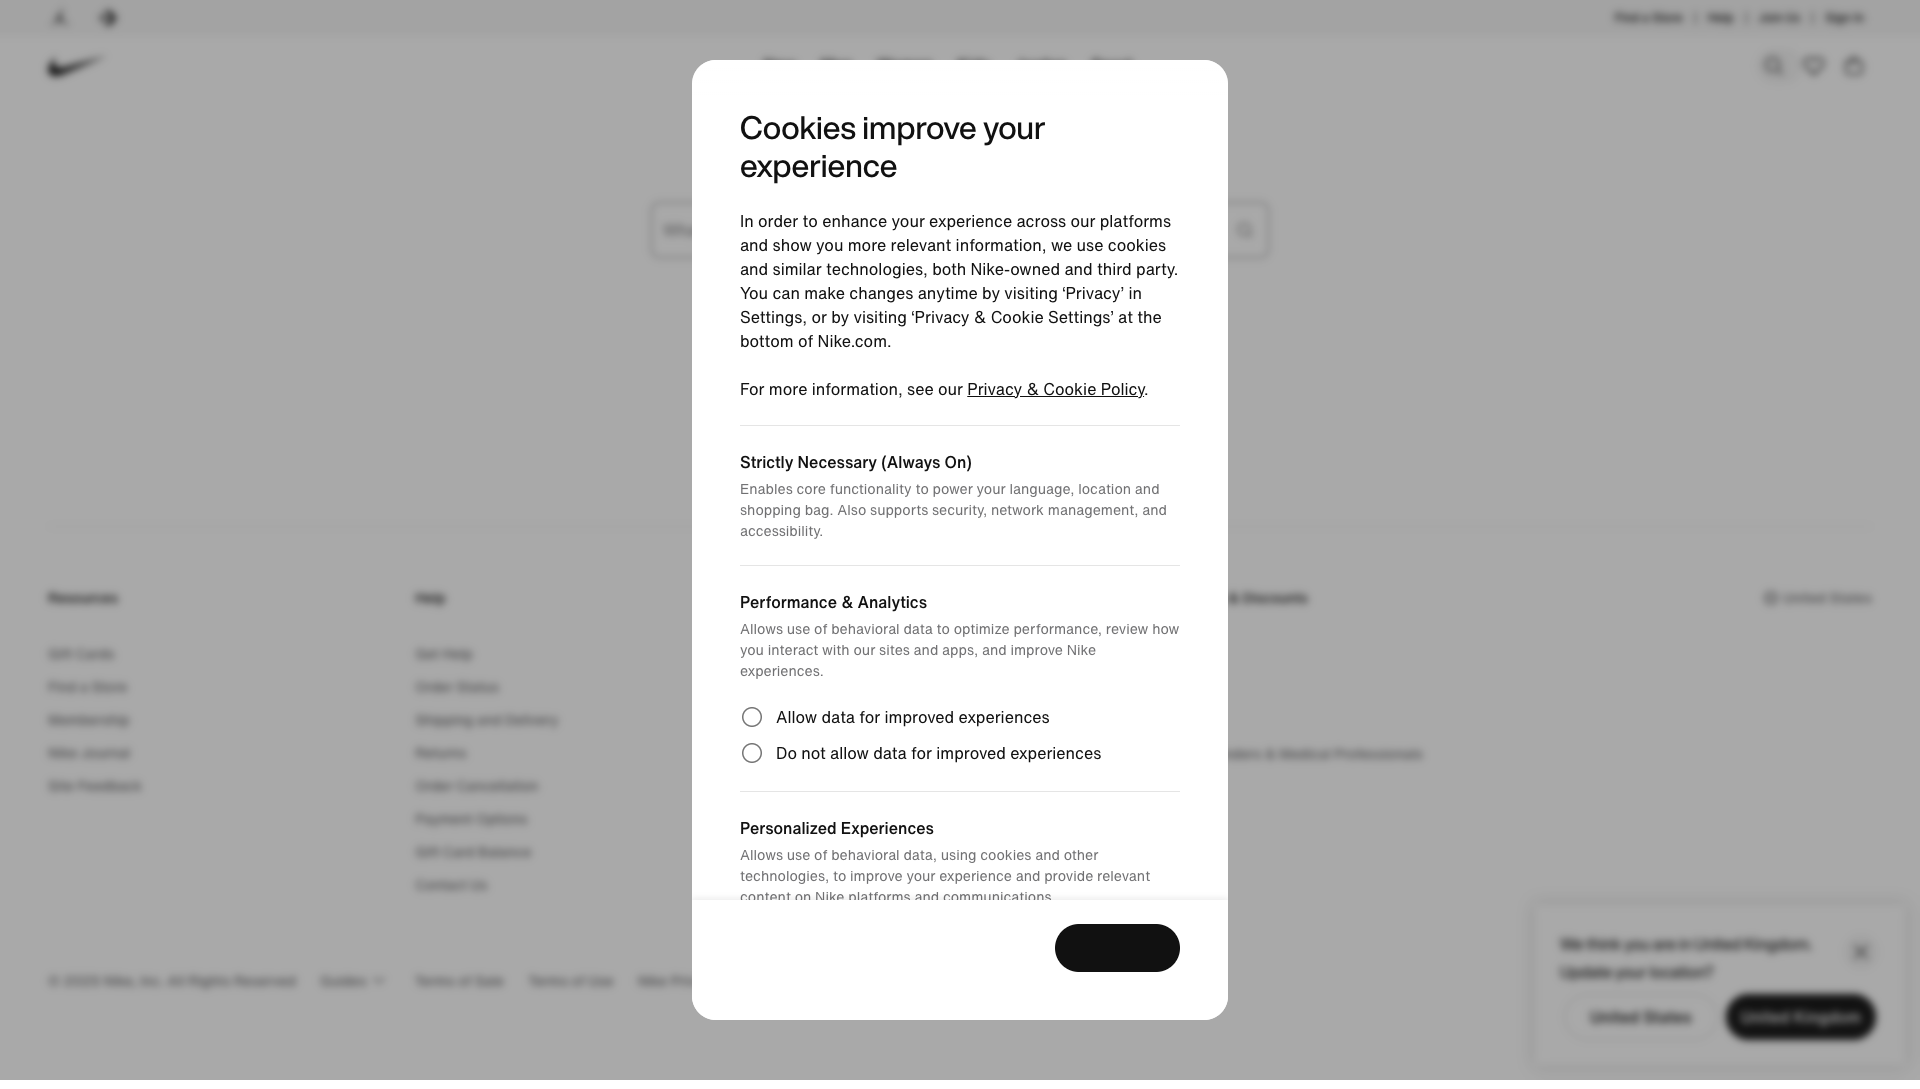 Find a Store
Help
Join Us
Sign In
Cookies improve your
experience
In order to enhance your experience across our platforms
and show you more relevant information, we use cookies
and similar technologies, both Nike-owned and third party.
You can make changes anytime by visiting ‘Privacy’ in
Settings, or by visiting ‘Privacy & Cookie Settings’ at the
bottom of Nike.com.
For more information, see our Privacy & Cookie Policy.
Strictly Necessary (Always On)
Enables core functionality to power your language, location and
shopping bag. Also supports security, network management, and
accessibility.
Performance & Analytics
Allows use of behavioral data to optimize performance, review how
you interact with our sites and apps, and improve Nike
experiences.
Allow data for improved experiences
Do not allow data for improved experiences
Personalized Experiences
Allows use of behavioral data, using cookies and other
technologies, to improve your experience and provide relevant
content on Nike platforms and communications.
Resources
Gift Cards
Find a Store
Membership
Nike Journal
Site Feedback
Help
Get Help
Order Status
Shipping and Delivery
Returns
Order Cancellation
Payment Options
Gift Card Balance
Contact Us
& Discounts
& Medical Professionals
United States
Nike, Inc. All Rights Reserved
Guides
Terms of Sale
Terms of Use
We think you are in United Kingdom.
Update your location?
United States
United Kingdom